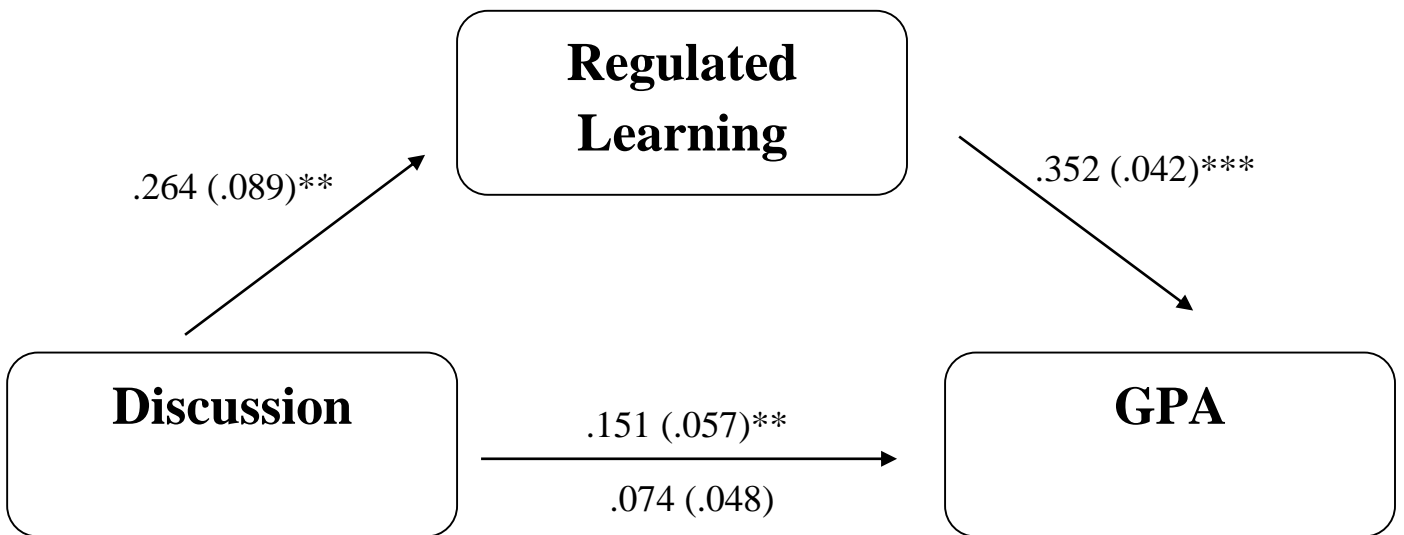 Regulated
Learning
.264 (.089)**
.352 (.042)***
Discussion
.151 (.057)**
.074 (.048)
GPA